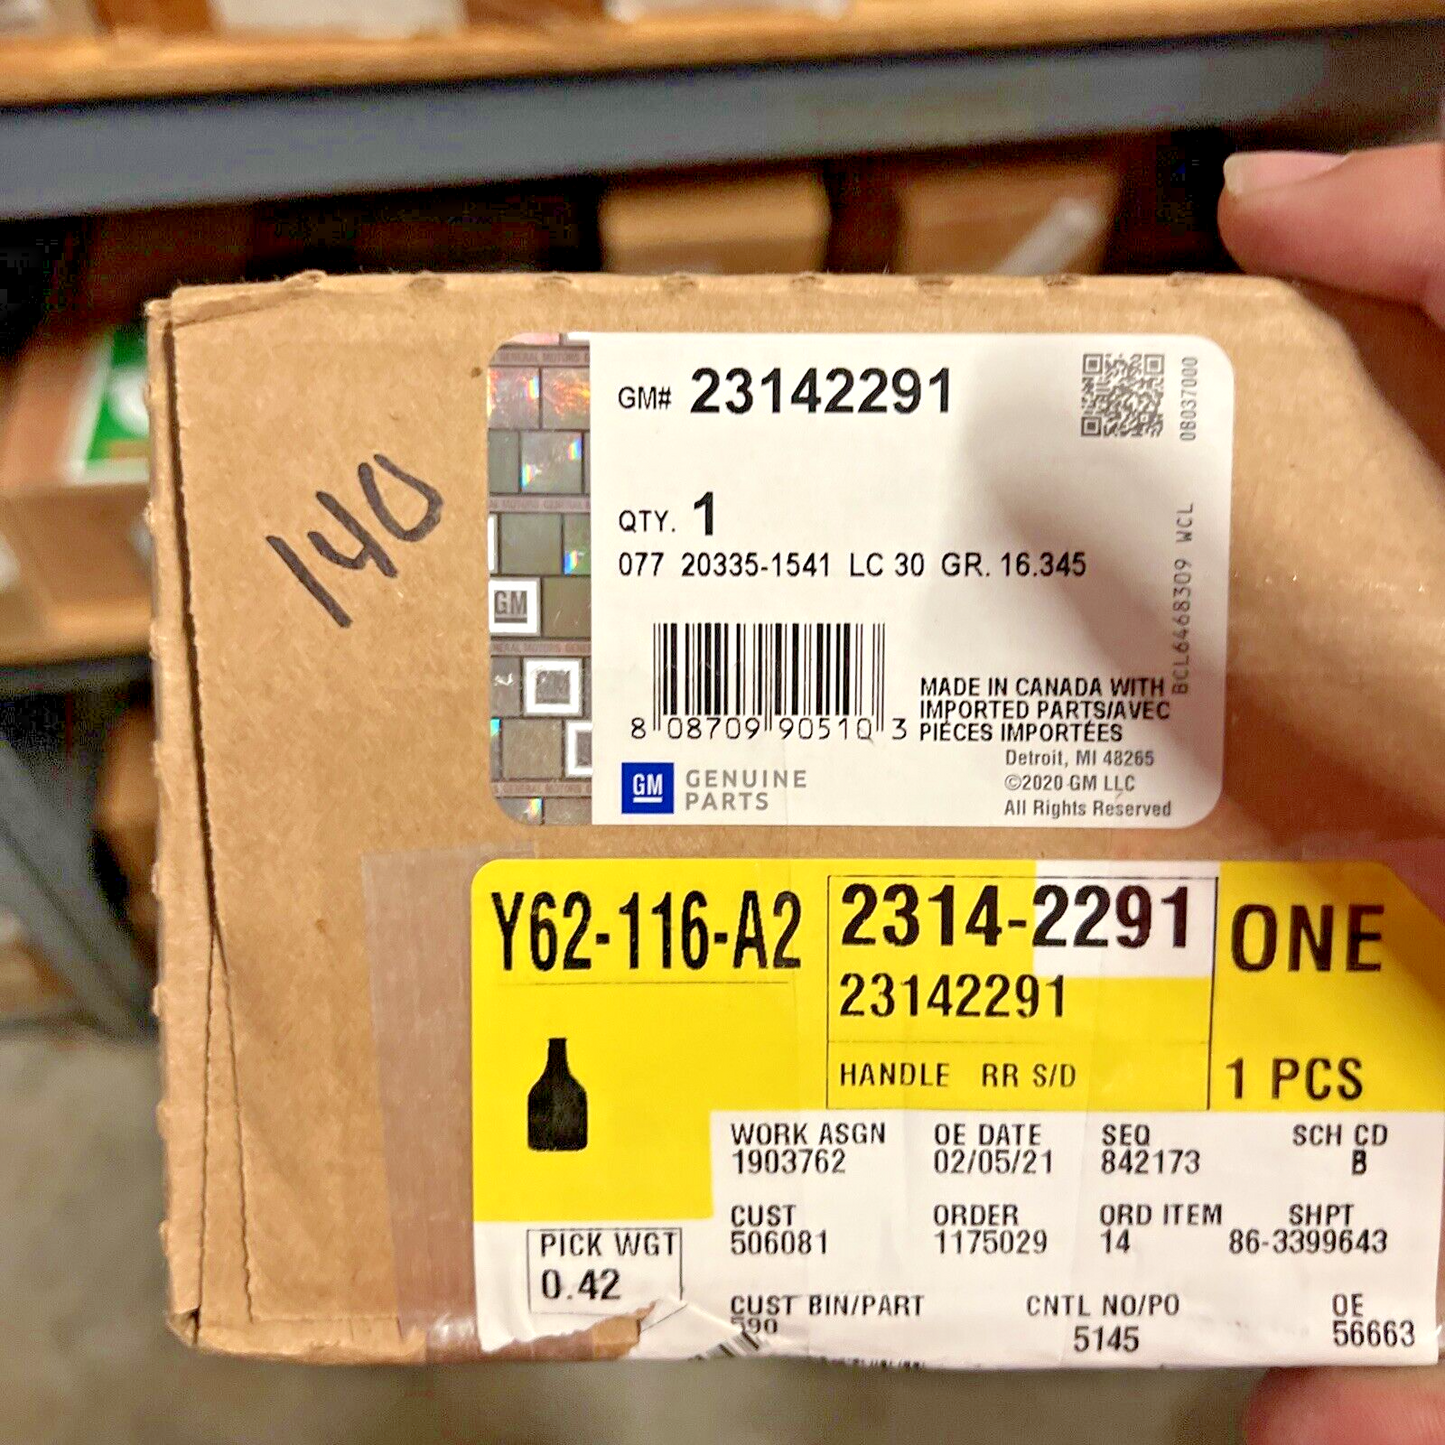 140
GM# 23142291
QTY. 1
077 20335-1541 LC 30 GR. 16.345
0B037000
BCL6468309 WCL
GM
8 08709 90510 3
MADE IN CANADA WITH
IMPORTED PARTS/AVEC
PIÈCES IMPORTÉES
Detroit, MI 48265
©2020 GM LLC
All Rights Reserved
GM GENUINE
PARTS
Y62-116-A2
2314-2291
23142291
HANDLE RR S/D
ONE
1 PCS
WORK ASGN OE DATE SEQ SCH CD
1903762 02/05/21 842173 B
CUST ORDER ORD ITEM SHPT
506081 1175029 14 86-3399643
PICK WGT
0.42
CUST BIN/PART CNTL NO/PO OE
590 5145 56663